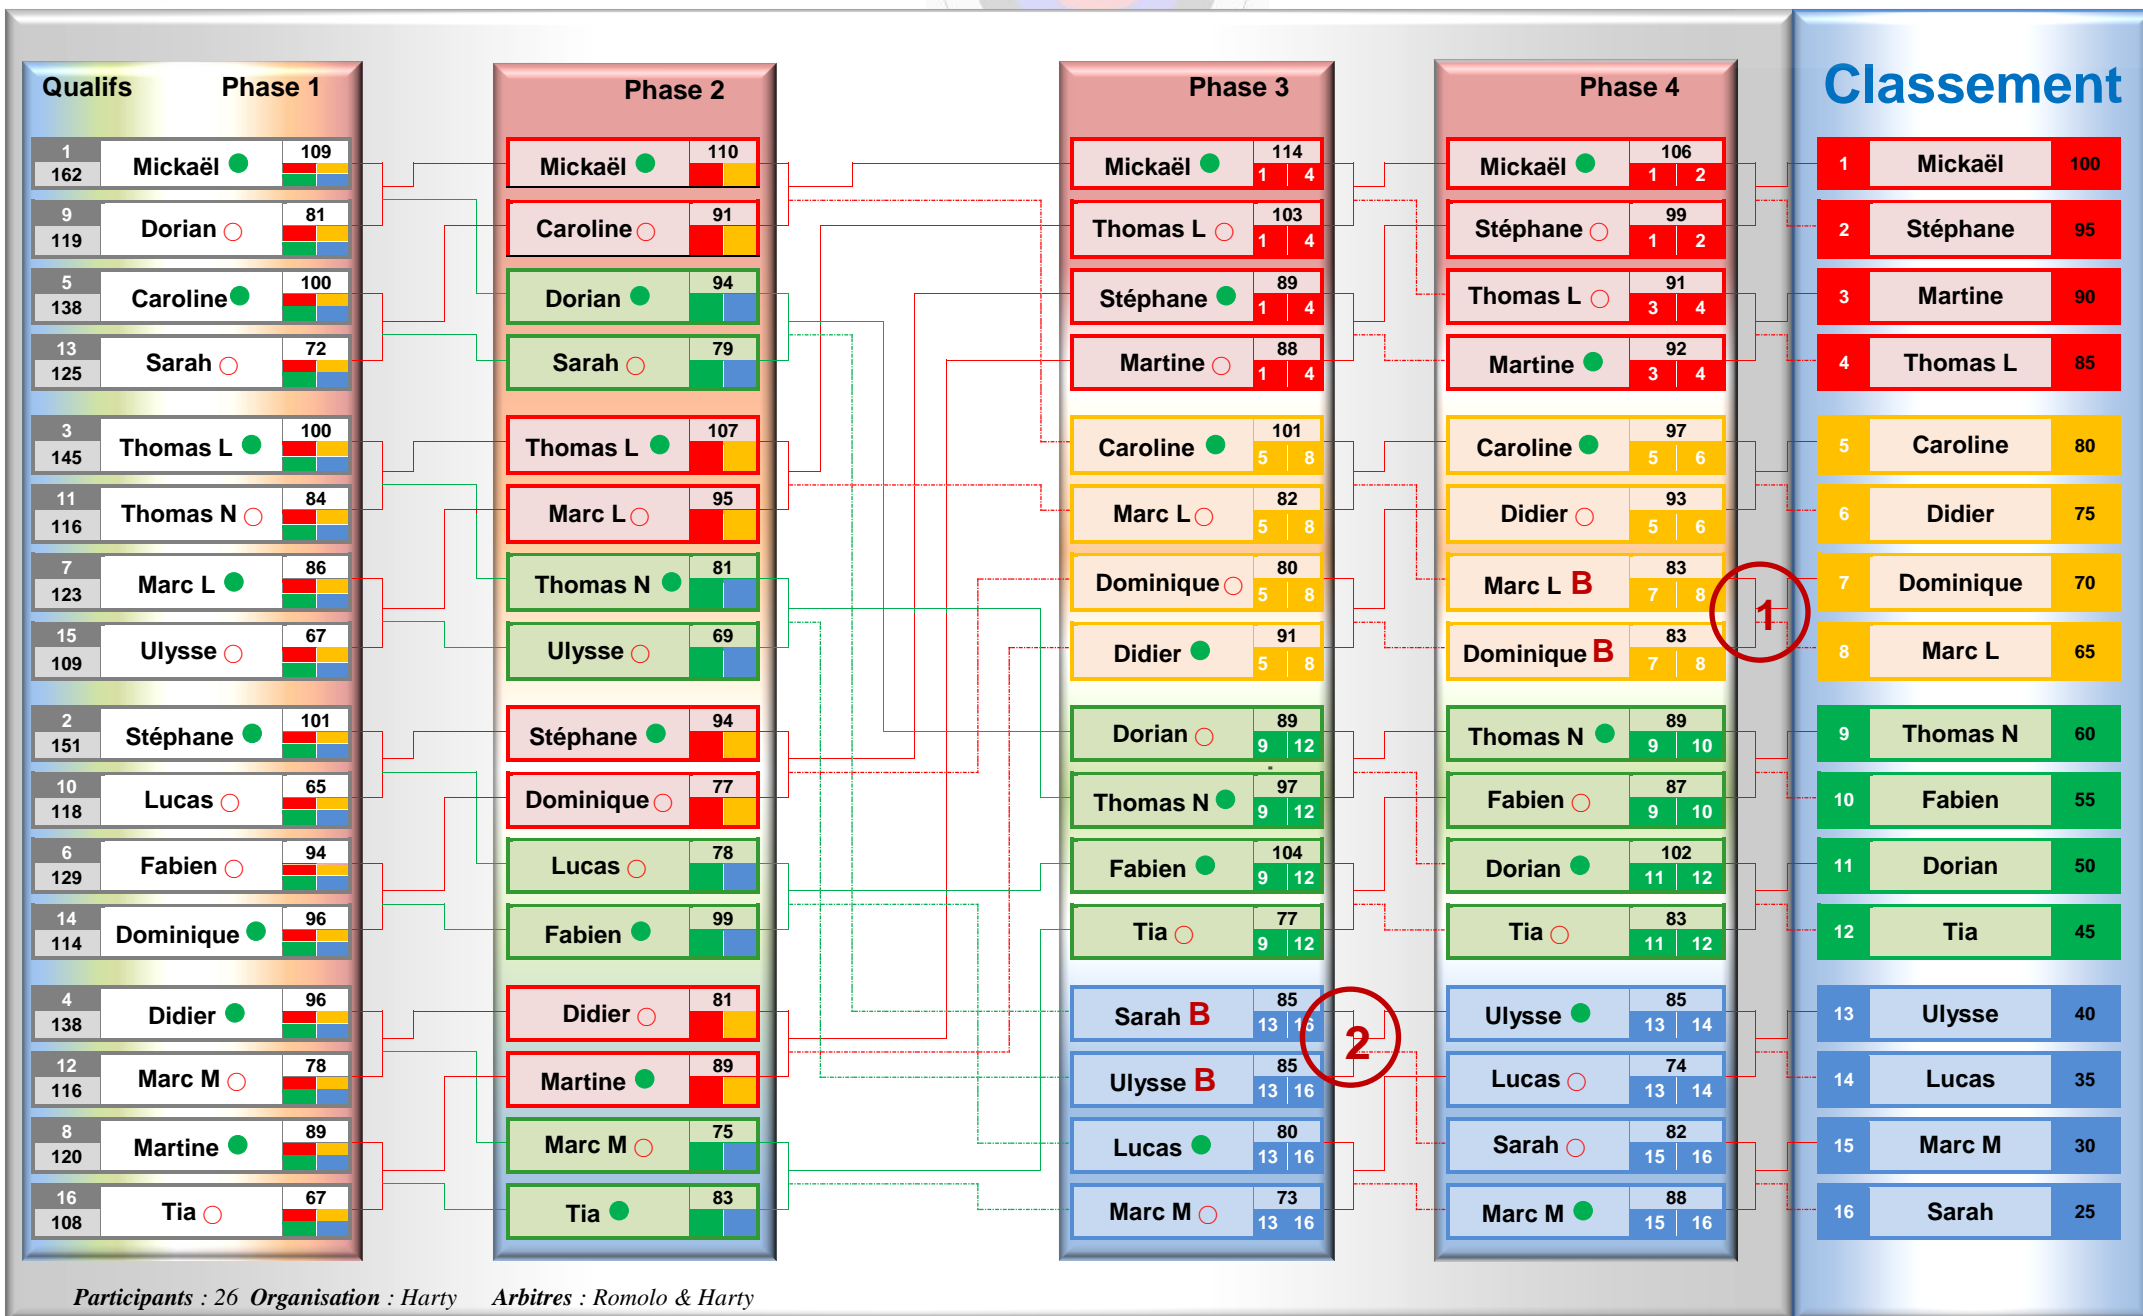 Qualifs Phase 1
1 162 Mickaël 109
9 119 Dorian 81
5 138 Caroline 100
13 125 Sarah 72
3 145 Thomas L 100
11 116 Thomas N 84
7 123 Marc L 86
15 109 Ulysse 67
2 151 Stéphane 101
10 118 Lucas 65
6 129 Fabien 94
14 114 Dominique 96
4 138 Didier 96
12 116 Marc M 78
8 120 Martine 89
16 108 Tia 67
Phase 2
Mickaël 110
Caroline 91
Dorian 94
Sarah 79
Thomas L 107
Marc L 95
Thomas N 81
Ulysse 69
Stéphane 94
Dominique 77
Lucas 78
Fabien 99
Didier 81
Martine 89
Marc M 75
Tia 83
Phase 3
Mickaël 114 1 4
Thomas L 103 1 4
Stéphane 89 1 4
Martine 88 1 4
Caroline 101 5 8
Marc L 82 5 8
Dominique 80 5 8
Didier 91 5 8
Dorian 89 9 12
Thomas N 97 9 12
Fabien 104 9 12
Tia 77 9 12
Sarah B 85 13 16
Ulysse B 85 13 16
2
Lucas 80 13 16
Marc M 73 13 16
Phase 4
Mickaël 106 1 2
Stéphane 99 1 2
Thomas L 91 3 4
Martine 92 3 4
Caroline 97 5 6
Didier 93 5 6
Marc L B 83 7 8
Dominique B 83 7 8
1
Thomas N 89 9 10
Fabien 87 9 10
Dorian 102 11 12
Tia 83 11 12
Ulysse 85 13 14
Lucas 74 13 14
Sarah 82 15 16
Marc M 88 15 16
Classement
1 Mickaël 100
2 Stéphane 95
3 Martine 90
4 Thomas L 85
5 Caroline 80
6 Didier 75
7 Dominique 70
8 Marc L 65
9 Thomas N 60
10 Fabien 55
11 Dorian 50
12 Tia 45
13 Ulysse 40
14 Lucas 35
15 Marc M 30
16 Sarah 25
Participants : 26 Organisation : Harty Arbitres : Romolo & Harty